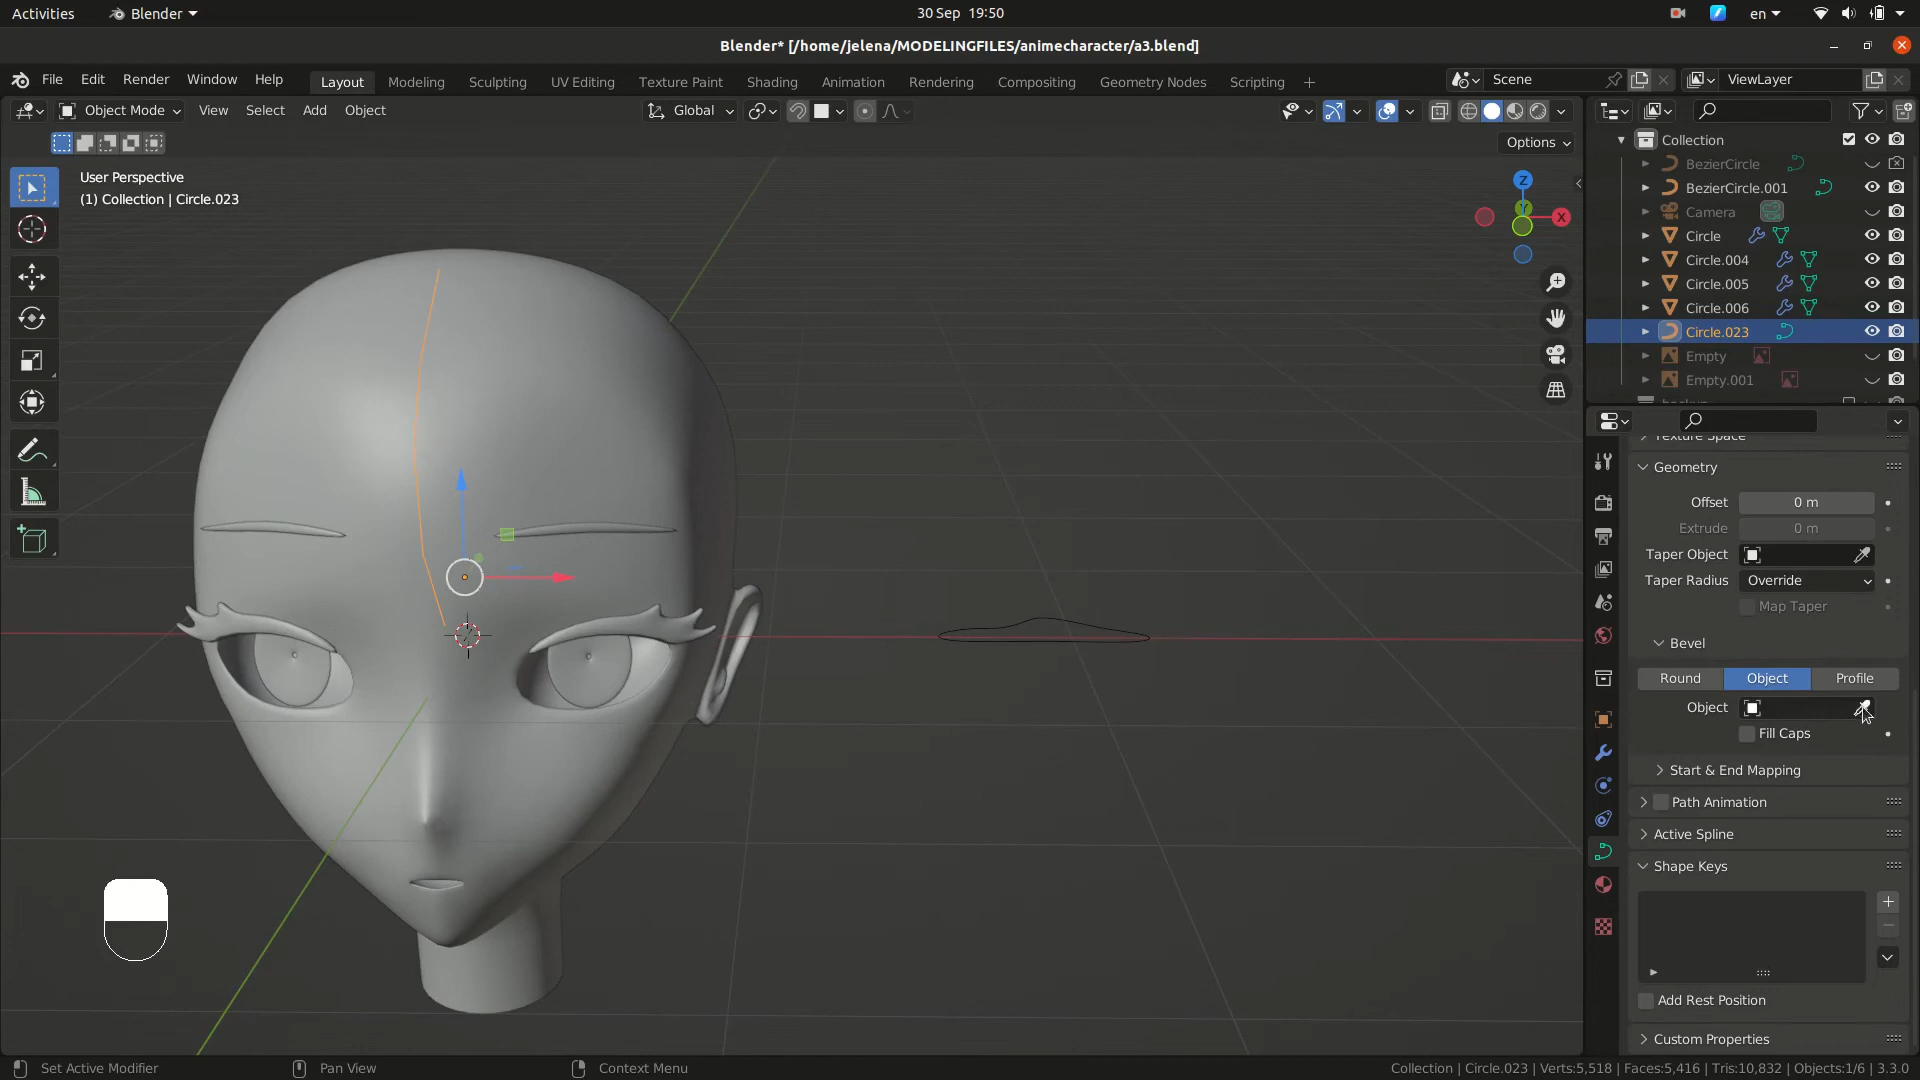 Activities Blender 30 Sep 19:50 en
Blender* [/home/jelena/MODELINGFILES/animecharacter/a3.blend]
File Edit Render Window Help Layout Modeling Sculpting UV Editing Texture Paint Shading Animation Rendering Compositing Geometry Nodes Scripting + Scene ViewLayer
Object Mode View Select Add Object Global
Options
User Perspective
(1) Collection | Circle.023
Z
Y
X
Collection
BezierCircle
BezierCircle.001
Camera
Circle
Circle.004
Circle.005
Circle.006
Circle.023
Empty
Empty.001
Texture Space
Geometry
Offset 0 m
Extrude 0 m
Taper Object
Taper Radius Override
Map Taper
Bevel
Round Object Profile
Object
Fill Caps
Start & End Mapping
Path Animation
Active Spline
Shape Keys
Add Rest Position
Custom Properties
Set Active Modifier Pan View Context Menu Collection | Circle.023 | Verts:5,518 | Faces:5,416 | Tris:10,832 | Objects:1/6 | 3.3.0